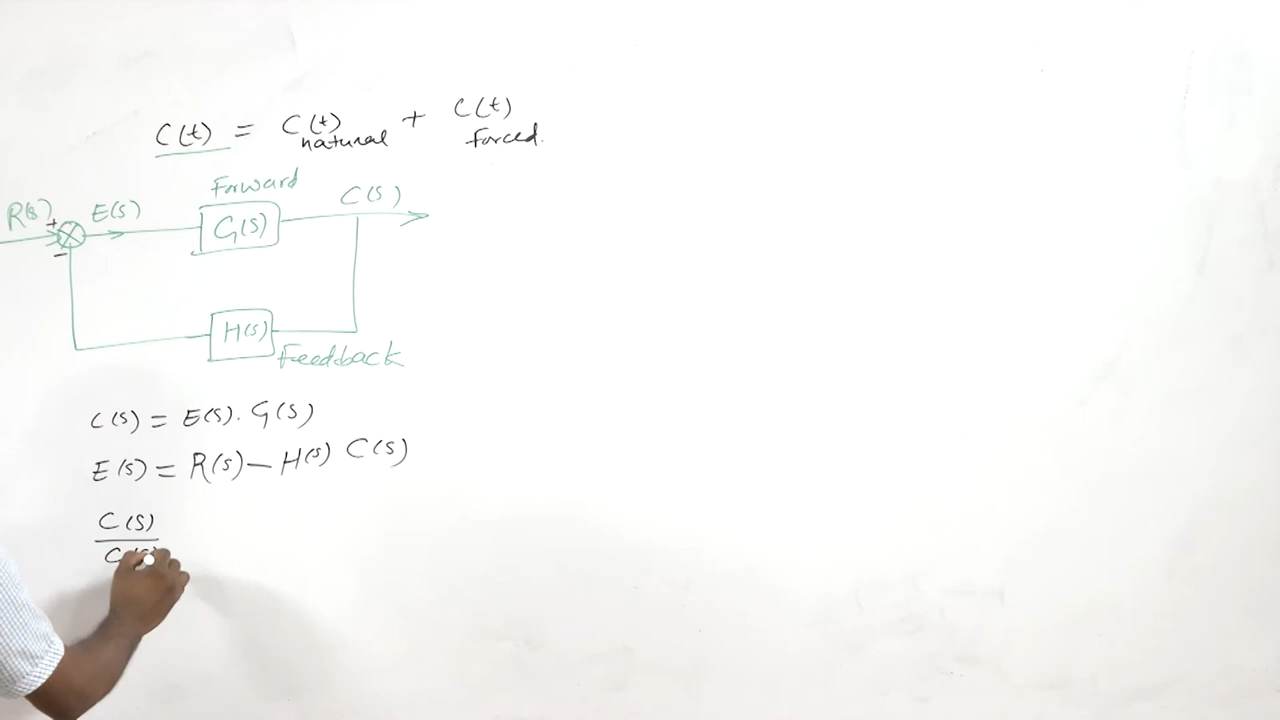 C(t) = C(t) natural + C(t) forced.
Forward
R(s) + E(s) G(s) C(s)
−
H(s)
Feedback
C(s) = E(s). G(s)
E(s) = R(s) − H(s) C(s)
C(s)